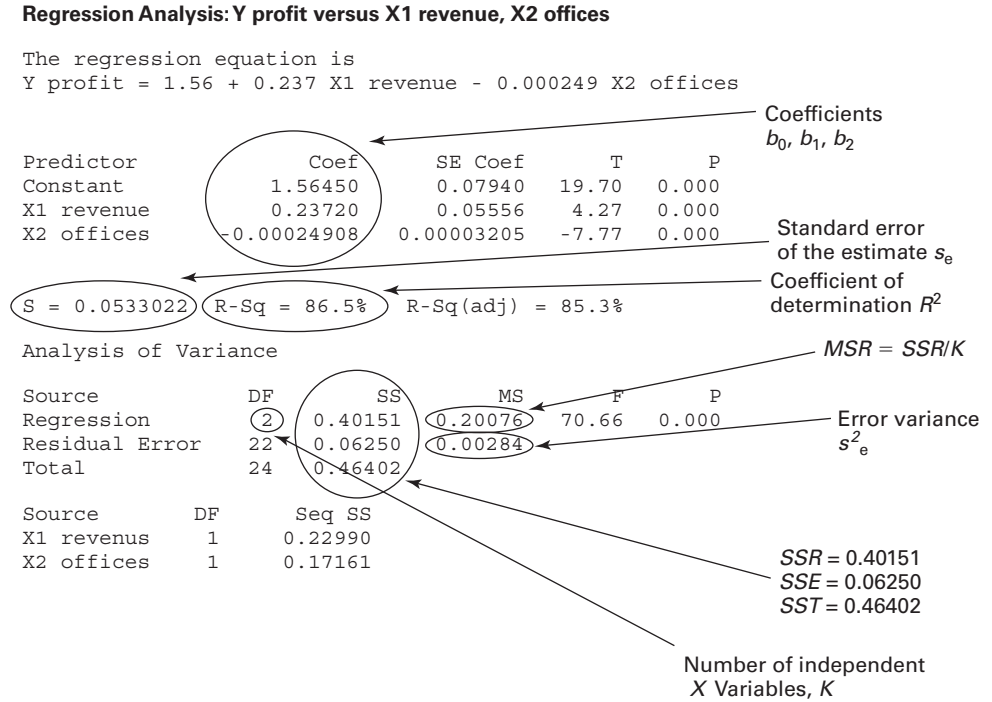 Regression Analysis: Y profit versus X1 revenue, X2 offices
The regression equation is
Y profit = 1.56 + 0.237 X1 revenue - 0.000249 X2 offices
Coefficients
b0, b1, b2
Predictor Coef SE Coef T P
Constant 1.56450 0.07940 19.70 0.000
X1 revenue 0.23720 0.05556 4.27 0.000
X2 offices -0.00024908 0.00003205 -7.77 0.000
Standard error
of the estimate se
Coefficient of
determination R2
S = 0.0533022 R-Sq = 86.5% R-Sq(adj) = 85.3%
Analysis of Variance
MSR = SSR/K
Source DF SS MS F P
Regression 2 0.40151 0.20076 70.66 0.000
Residual Error 22 0.06250 0.00284
Total 24 0.46402
Error variance
s2e
Source DF Seq SS
X1 revenus 1 0.22990
X2 offices 1 0.17161
SSR = 0.40151
SSE = 0.06250
SST = 0.46402
Number of independent
X Variables, K